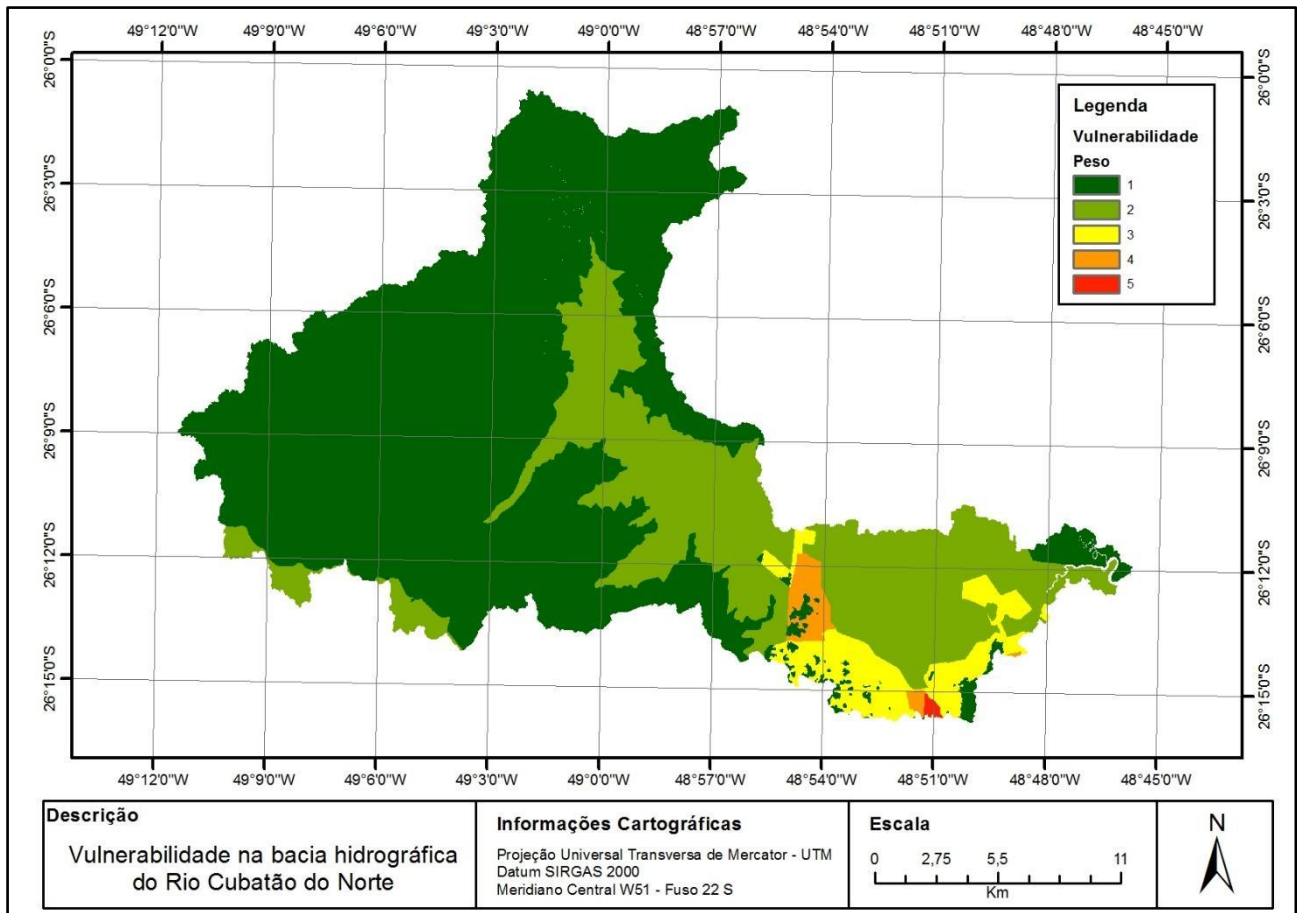 49°12'0"W 49°9'0"W 49°6'0"W 49°3'0"W 49°0'0"W 48°57'0"W 48°54'0"W 48°51'0"W 48°48'0"W 48°45'0"W
26°0'0"S
26°3'0"S
26°6'0"S
26°9'0"S
26°12'0"S
26°15'0"S
26°0'0"S
26°3'0"S
26°6'0"S
26°9'0"S
26°12'0"S
26°15'0"S
Legenda
Vulnerabilidade
Peso
1
2
3
4
5
49°12'0"W 49°9'0"W 49°6'0"W 49°3'0"W 49°0'0"W 48°57'0"W 48°54'0"W 48°51'0"W 48°48'0"W 48°45'0"W
Descrição
Vulnerabilidade na bacia hidrográfica
do Rio Cubatão do Norte
Informações Cartográficas
Projeção Universal Transversa de Mercator - UTM
Datum SIRGAS 2000
Meridiano Central W51 - Fuso 22 S
Escala
0 2,75 5,5 11
Km
N